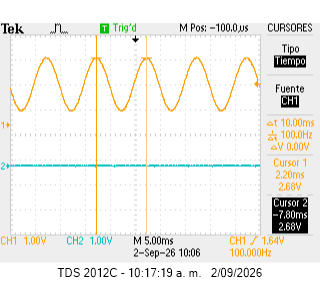 Tek T Trig'd M Pos: -100.0µs CURSORES
Tipo
Tiempo
Fuente
CH1
Δt 10.00ms
1/Δt 100.0Hz
ΔV 0.00V
Cursor 1
2.20ms
2.68V
Cursor 2
-7.80ms
2.68V
1
2
CH1 1.00V CH2 1.00V M 5.00ms CH1 / 1.64V
2-Sep-26 10:06 100.000Hz
TDS 2012C - 10:17:19 a. m. 2/09/2026